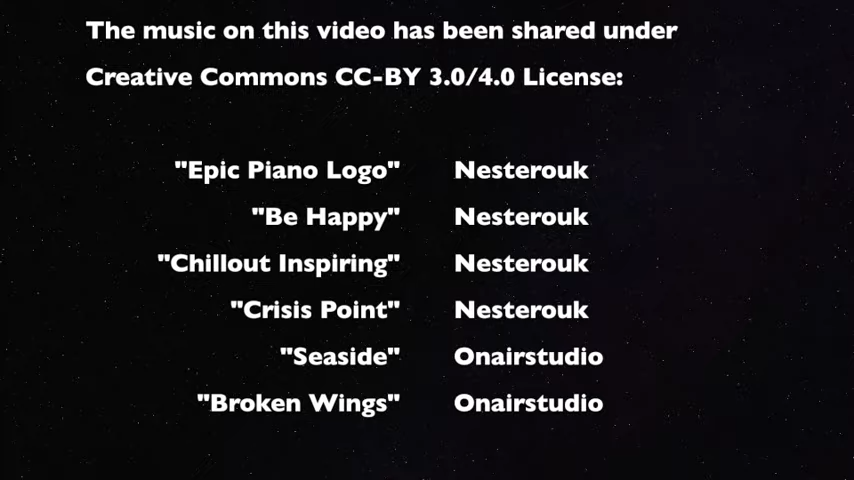 The music on this video has been shared under
Creative Commons CC-BY 3.0/4.0 License:
"Epic Piano Logo" Nesterouk
"Be Happy" Nesterouk
"Chillout Inspiring" Nesterouk
"Crisis Point" Nesterouk
"Seaside" Onairstudio
"Broken Wings" Onairstudio